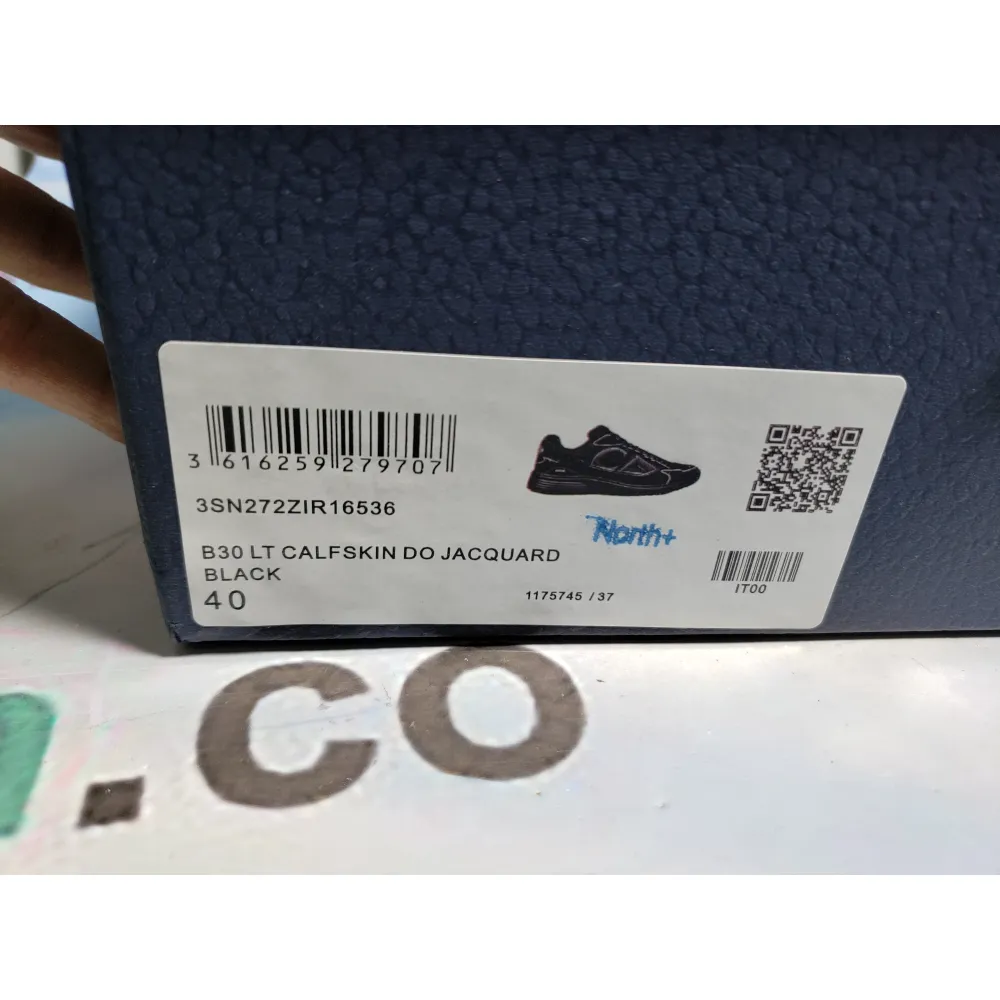 3 616259 279707
3SN272ZIR16536
North+
B30 LT CALFSKIN DO JACQUARD
BLACK
40
1175745 / 37
IT00
.CO